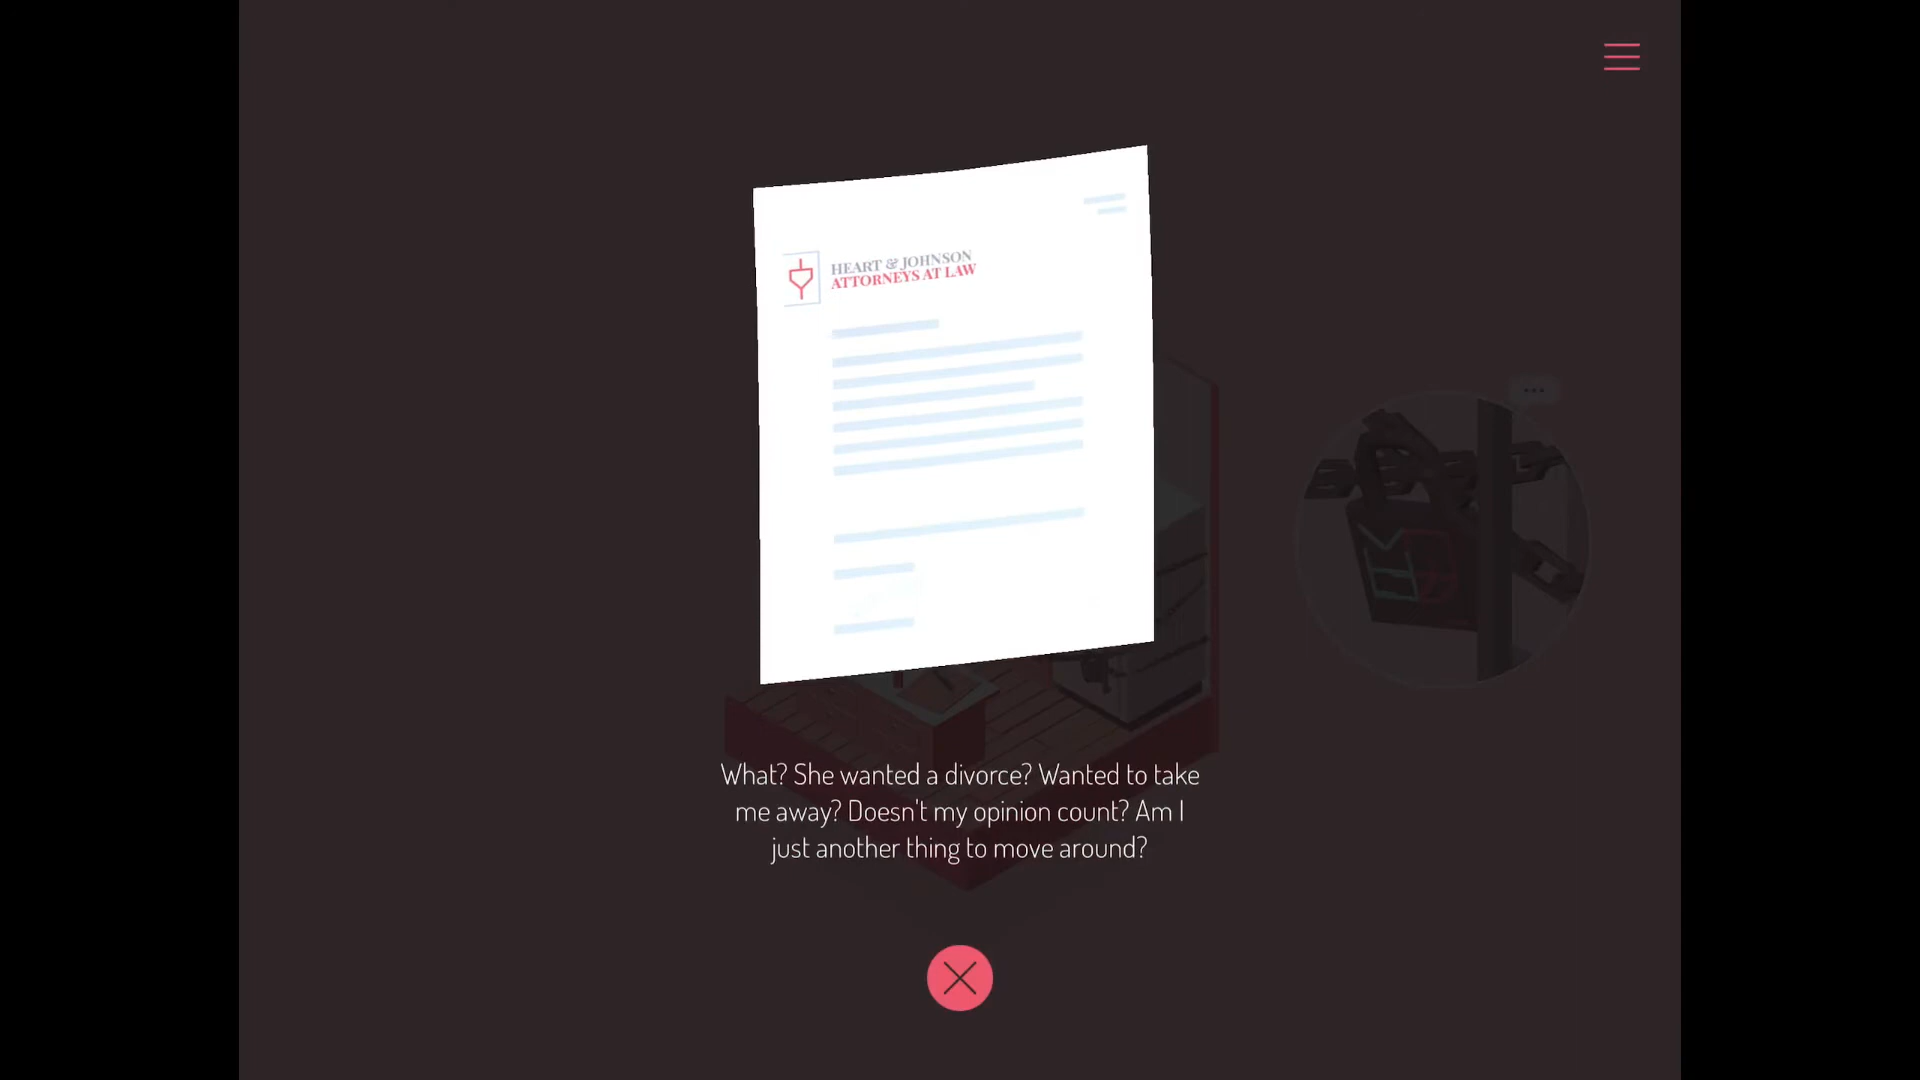 HEART & JOHNSON
ATTORNEYS AT LAW
What? She wanted a divorce? Wanted to take
me away? Doesn't my opinion count? Am I
just another thing to move around?